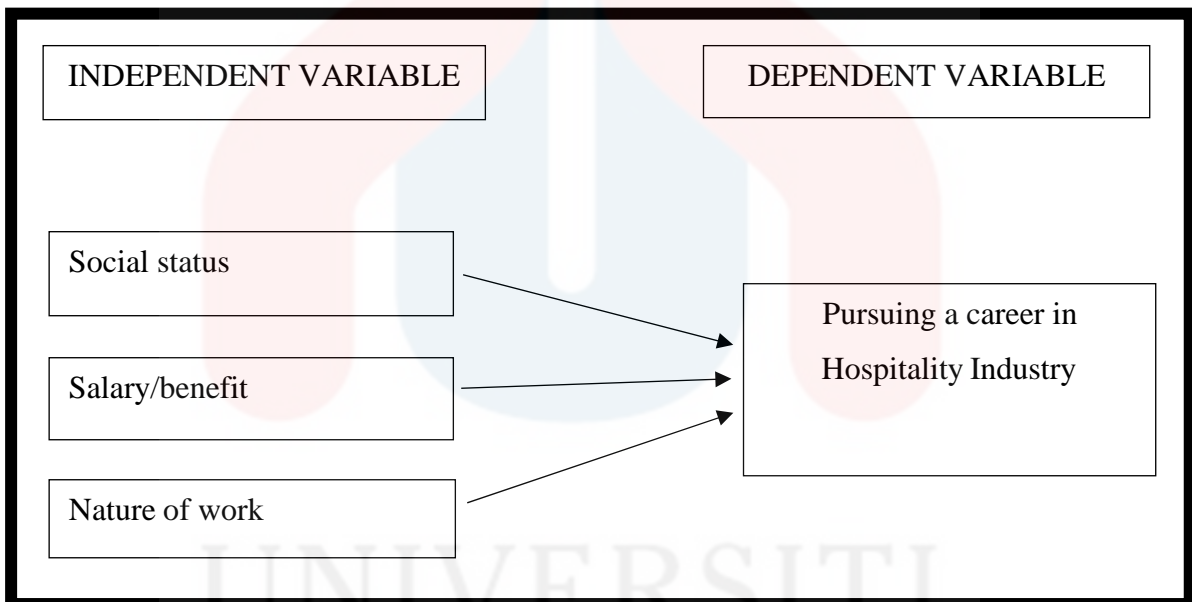 INDEPENDENT VARIABLE
DEPENDENT VARIABLE
Social status
Salary/benefit
Nature of work
Pursuing a career in
Hospitality Industry
UNIVERSITI